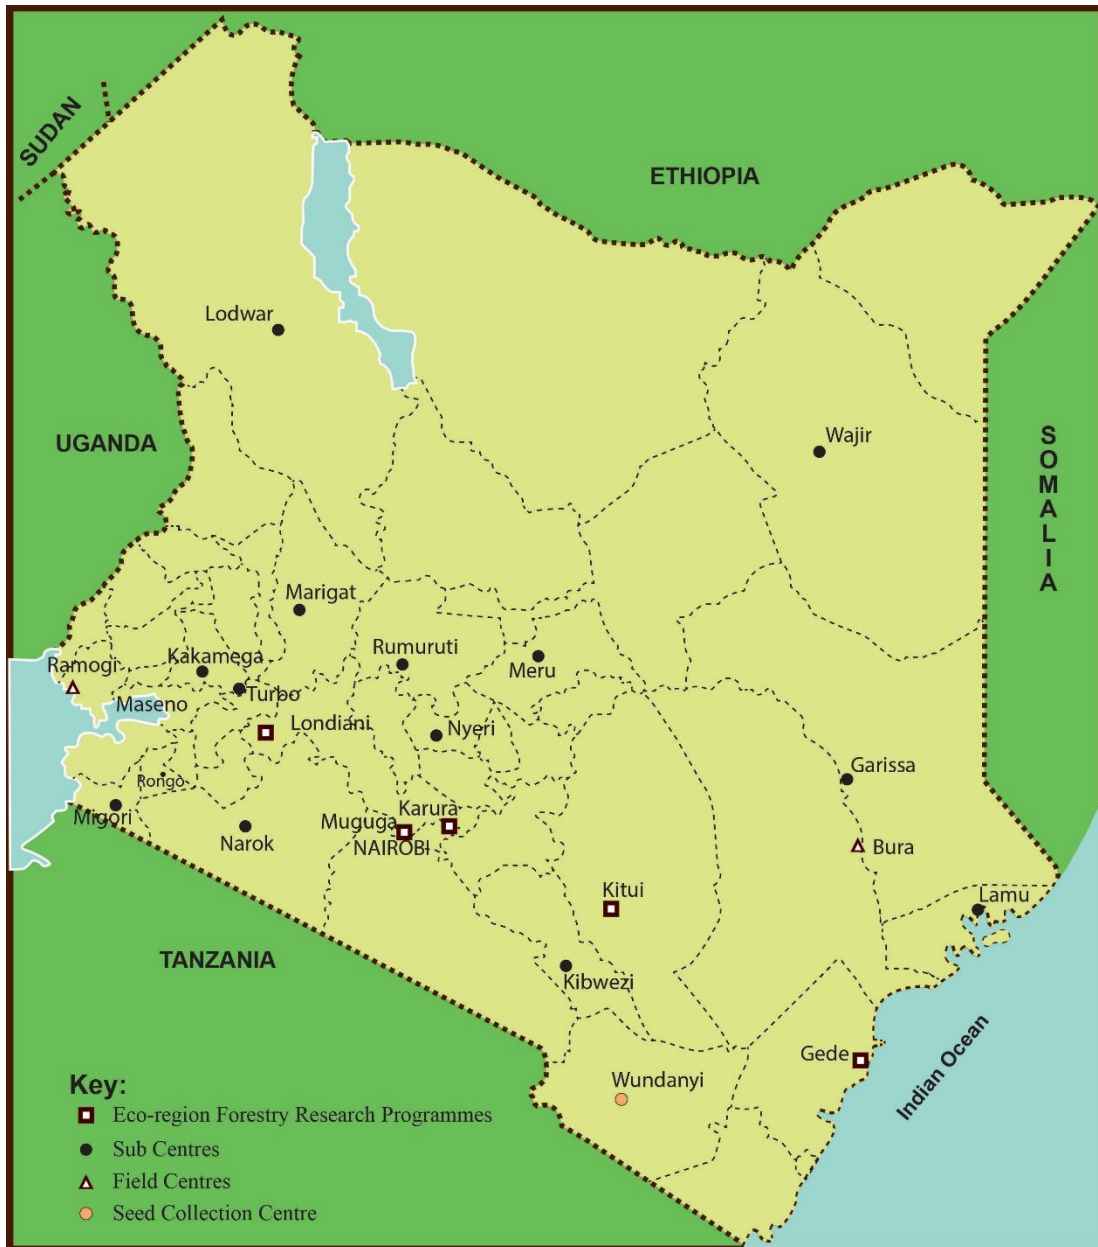 SUDAN
ETHIOPIA
Lodwar
UGANDA
Wajir
SOMALIA
Marigat
Ramogi
Kakamega
Rumuruti
Meru
Maseno
Turbo
Londiani
Nyeri
Rongo
Garissa
Migori
Karura
Muguga
Narok
NAIROBI
Bura
Kitui
Lamu
TANZANIA
Kibwezi
Gede
Indian Ocean
Wundanyi
Key:
Eco-region Forestry Research Programmes
Sub Centres
Field Centres
Seed Collection Centre